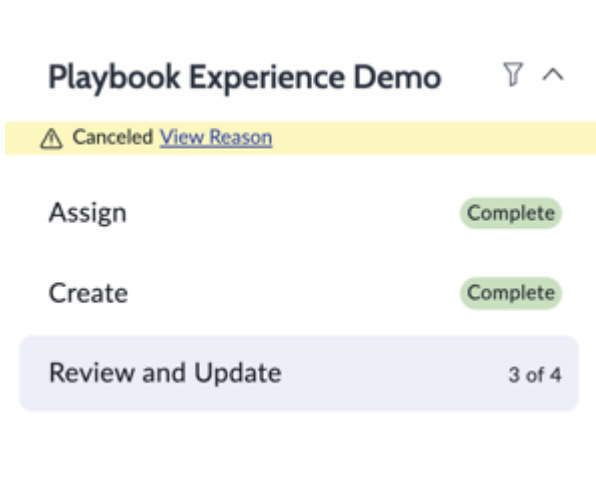 Playbook Experience Demo
Canceled View Reason
Assign Complete
Create Complete
Review and Update 3 of 4